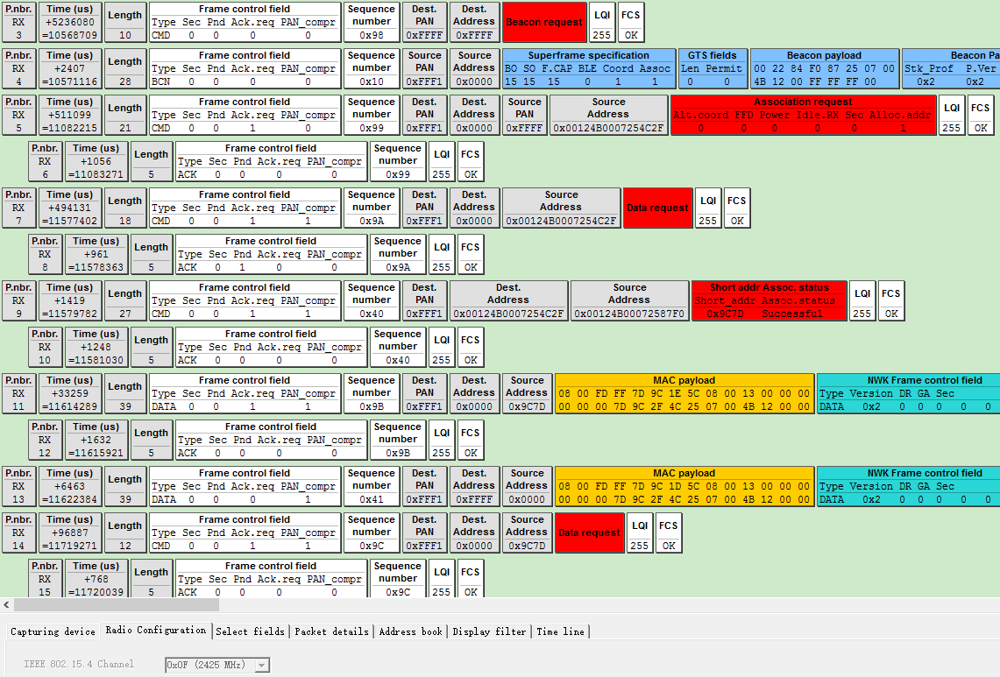 P.nbr. Time (us) Length Frame control field Sequence Dest. Dest. Beacon request LQI FCS
RX +5236080 Type Sec Pnd Ack.req PAN_compr number PAN Address
3 =10568709 10 CMD 0 0 0 0 0x98 0xFFFF 0xFFFF 255 OK
P.nbr. Time (us) Length Frame control field Sequence Source Source Superframe specification GTS fields Beacon payload Beacon Pa
RX +2407 Type Sec Pnd Ack.req PAN_compr number PAN Address BO SO F.CAP BLE Coord Assoc Len Permit 00 22 84 F0 87 25 07 00 Stk_Prof P.Ver
4 =10571116 28 BCN 0 0 0 0 0x10 0xFFF1 0x0000 15 15 15 0 1 1 0 0 4B 12 00 FF FF FF 00 0x2 0x2
P.nbr. Time (us) Length Frame control field Sequence Dest. Dest. Source Source Association request LQI FCS
RX +511099 Type Sec Pnd Ack.req PAN_compr number PAN Address PAN Address Alt.coord FFD Power Idle.RX Sec Alloc.addr
5 =11082215 21 CMD 0 0 1 0 0x99 0xFFF1 0x0000 0xFFFF 0x00124B0007254C2F 0 0 0 0 0 1 255 OK
P.nbr. Time (us) Length Frame control field Sequence LQI FCS
RX +1056 Type Sec Pnd Ack.req PAN_compr number
6 =11083271 5 ACK 0 0 0 0 0x99 255 OK
P.nbr. Time (us) Length Frame control field Sequence Dest. Dest. Source Data request LQI FCS
RX +494131 Type Sec Pnd Ack.req PAN_compr number PAN Address Address
7 =11577402 18 CMD 0 0 1 1 0x9A 0xFFF1 0x0000 0x00124B0007254C2F 255 OK
P.nbr. Time (us) Length Frame control field Sequence LQI FCS
RX +961 Type Sec Pnd Ack.req PAN_compr number
8 =11578363 5 ACK 0 1 0 0 0x9A 255 OK
P.nbr. Time (us) Length Frame control field Sequence Dest. Dest. Source Short addr Assoc. status LQI FCS
RX +1419 Type Sec Pnd Ack.req PAN_compr number PAN Address Address Short_addr Assoc.status
9 =11579782 27 CMD 0 0 1 1 0x40 0xFFF1 0x00124B0007254C2F 0x00124B00072587F0 0x9C7D Successful 255 OK
P.nbr. Time (us) Length Frame control field Sequence LQI FCS
RX +1248 Type Sec Pnd Ack.req PAN_compr number
10 =11581030 5 ACK 0 0 0 0 0x40 255 OK
P.nbr. Time (us) Length Frame control field Sequence Dest. Dest. Source MAC payload NWK Frame control field
RX +33259 Type Sec Pnd Ack.req PAN_compr number PAN Address Address 08 00 FD FF 7D 9C 1E 5C 08 00 13 00 00 00 Type Version DR GA Sec
11 =11614289 39 DATA 0 0 1 1 0x9B 0xFFF1 0x0000 0x9C7D 00 00 00 7D 9C 2F 4C 25 07 00 4B 12 00 00 DATA 0x2 0 0 0 0 0
P.nbr. Time (us) Length Frame control field Sequence LQI FCS
RX +1632 Type Sec Pnd Ack.req PAN_compr number
12 =11615921 5 ACK 0 0 0 0 0x9B 255 OK
P.nbr. Time (us) Length Frame control field Sequence Dest. Dest. Source MAC payload NWK Frame control field
RX +6463 Type Sec Pnd Ack.req PAN_compr number PAN Address Address 08 00 FD FF 7D 9C 1D 5C 08 00 13 00 00 00 Type Version DR GA Sec
13 =11622384 39 DATA 0 0 0 1 0x41 0xFFF1 0xFFFF 0x0000 00 00 00 7D 9C 2F 4C 25 07 00 4B 12 00 00 DATA 0x2 0 0 0 0 0
P.nbr. Time (us) Length Frame control field Sequence Dest. Dest. Source Data request LQI FCS
RX +96887 Type Sec Pnd Ack.req PAN_compr number PAN Address Address
14 =11719271 12 CMD 0 0 1 1 0x9C 0xFFF1 0x0000 0x9C7D 255 OK
P.nbr. Time (us) Length Frame control field Sequence LQI FCS
RX +768 Type Sec Pnd Ack.req PAN_compr number
15 =11720039 5 ACK 0 0 0 0 0x9C 255 OK
Capturing device Radio Configuration Select fields Packet details Address book Display filter Time line
IEEE 802.15.4 Channel 0x0F (2425 MHz)